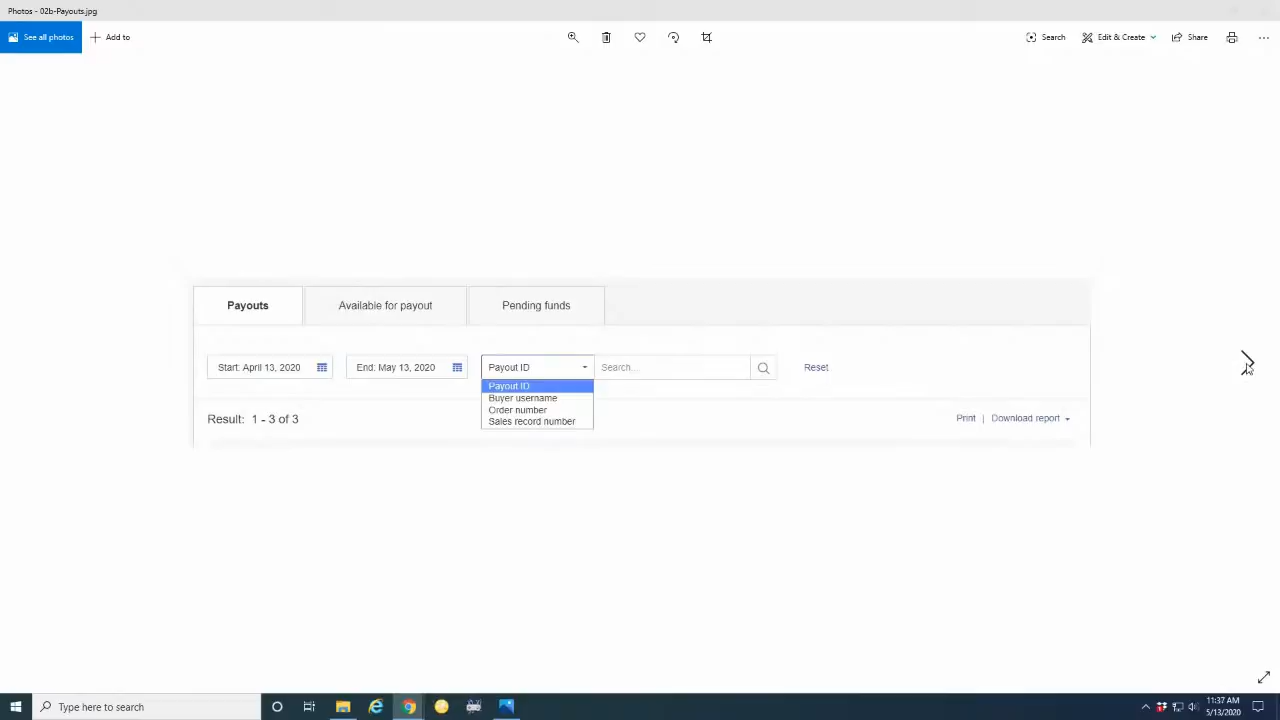 Photos - 02b-Payouts.jpg
See all photos
Add to
Search
Edit & Create
Share
Payouts
Available for payout
Pending funds
Start: April 13, 2020
End: May 13, 2020
Payout ID
Search...
Reset
Payout ID
Buyer username
Order number
Sales record number
Result: 1 - 3 of 3
Print | Download report
Type here to search
11:37 AM
5/13/2020